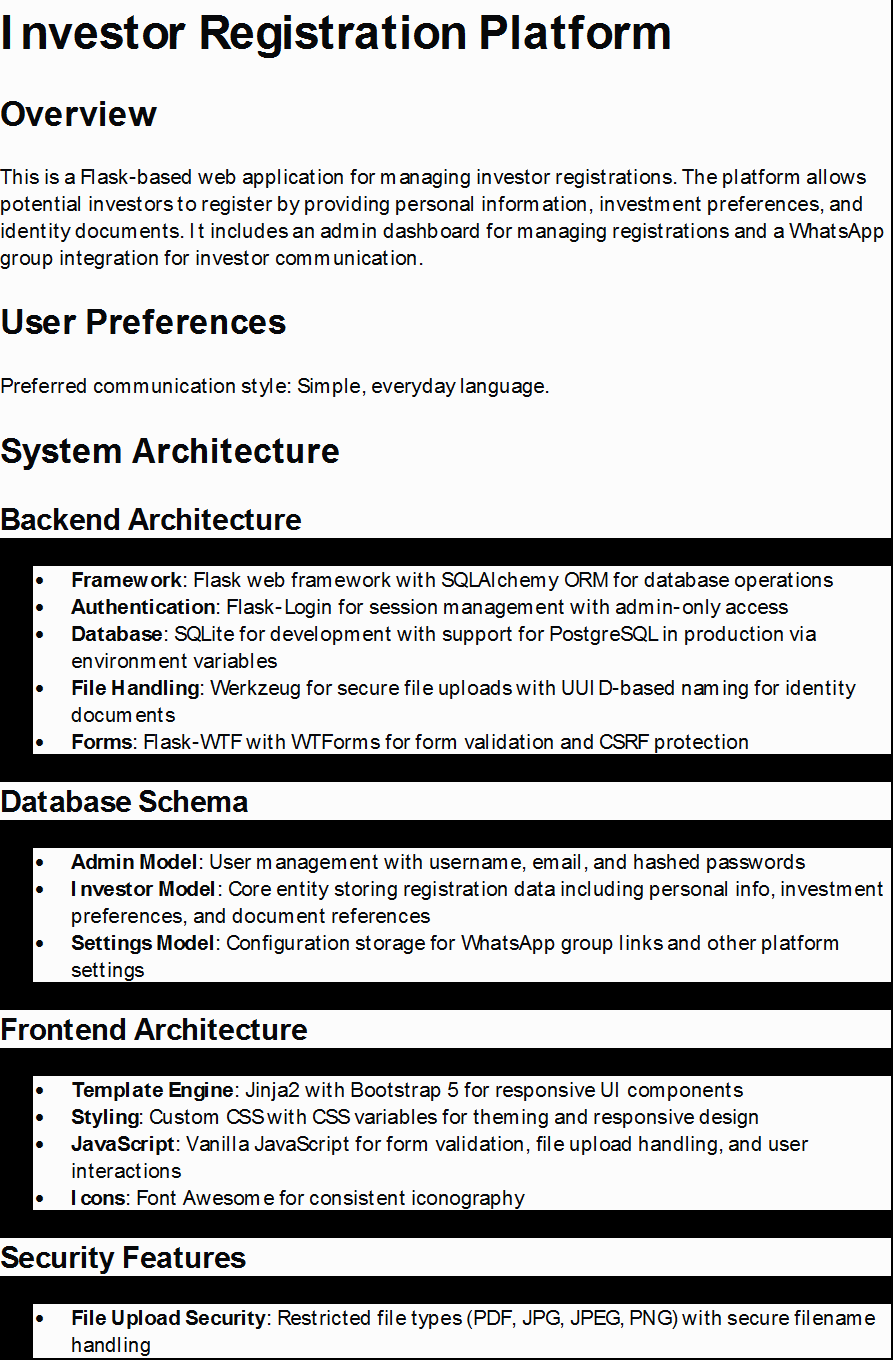 Investor Registration Platform
Overview
This is a Flask-based web application for managing investor registrations. The platform allows
potential investors to register by providing personal information, investment preferences, and
identity documents. It includes an admin dashboard for managing registrations and a WhatsApp
group integration for investor communication.
User Preferences
Preferred communication style: Simple, everyday language.
System Architecture
Backend Architecture
• Framework: Flask web framework with SQLAlchemy ORM for database operations
• Authentication: Flask-Login for session management with admin-only access
• Database: SQLite for development with support for PostgreSQL in production via
environment variables
• File Handling: Werkzeug for secure file uploads with UUID-based naming for identity
documents
• Forms: Flask-WTF with WTForms for form validation and CSRF protection
Database Schema
• Admin Model: User management with username, email, and hashed passwords
• Investor Model: Core entity storing registration data including personal info, investment
preferences, and document references
• Settings Model: Configuration storage for WhatsApp group links and other platform
settings
Frontend Architecture
• Template Engine: Jinja2 with Bootstrap 5 for responsive UI components
• Styling: Custom CSS with CSS variables for theming and responsive design
• JavaScript: Vanilla JavaScript for form validation, file upload handling, and user
interactions
• Icons: Font Awesome for consistent iconography
Security Features
• File Upload Security: Restricted file types (PDF, JPG, JPEG, PNG) with secure filename
handling